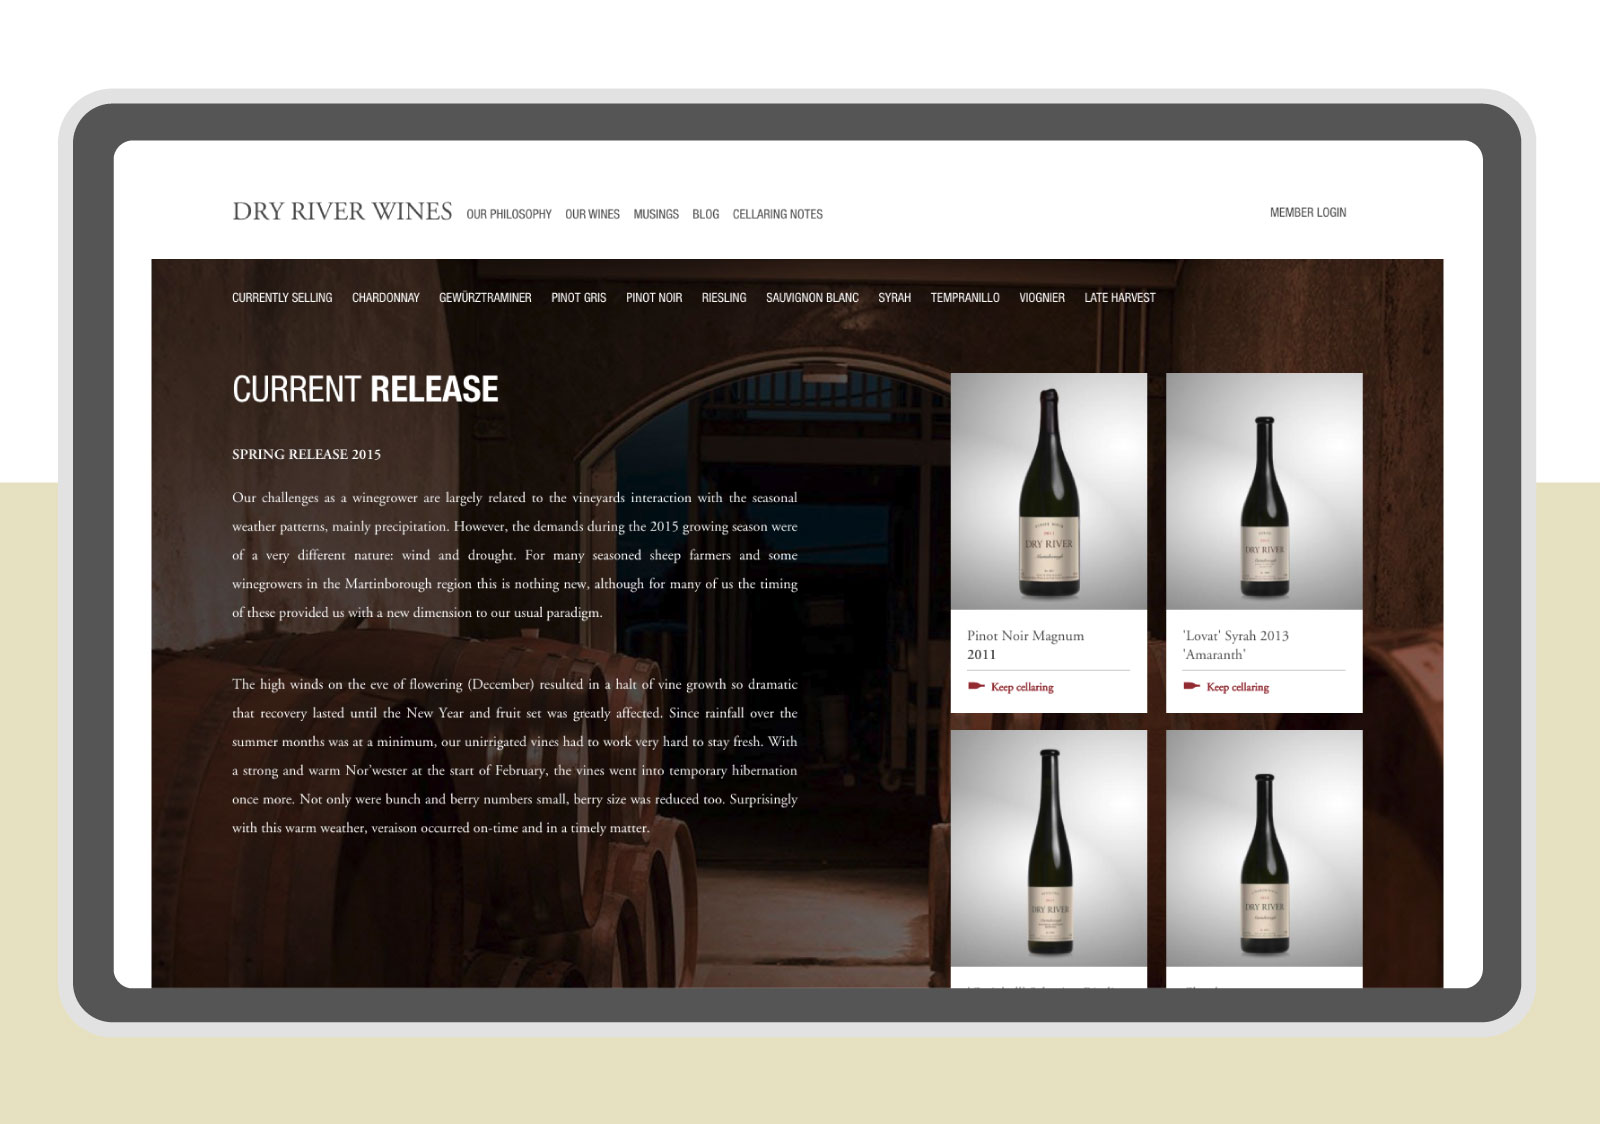 DRY RIVER WINES OUR PHILOSOPHY OUR WINES MUSINGS BLOG CELLARING NOTES MEMBER LOGIN
CURRENTLY SELLING CHARDONNAY GEWÜRZTRAMINER PINOT GRIS PINOT NOIR RIESLING SAUVIGNON BLANC SYRAH TEMPRANILLO VIOGNIER LATE HARVEST
CURRENT RELEASE
SPRING RELEASE 2015
Our challenges as a winegrower are largely related to the vineyards interaction with the seasonal
weather patterns, mainly precipitation. However, the demands during the 2015 growing season were
of a very different nature: wind and drought. For many seasoned sheep farmers and some
winegrowers in the Martinborough region this is nothing new, although for many of us the timing
of these provided us with a new dimension to our usual paradigm.
The high winds on the eve of flowering (December) resulted in a halt of vine growth so dramatic
that recovery lasted until the New Year and fruit set was greatly affected. Since rainfall over the
summer months was at a minimum, our unirrigated vines had to work very hard to stay fresh. With
a strong and warm Nor'wester at the start of February, the vines went into temporary hibernation
once more. Not only were bunch and berry numbers small, berry size was reduced too. Surprisingly
with this warm weather, veraison occurred on-time and in a timely matter.
PINOT NOIR
2011
DRY RIVER
Martinborough
Pinot Noir Magnum
2011
Keep cellaring
DRY RIVER
'Lovat' Syrah 2013
'Amaranth'
Keep cellaring
DRY RIVER
DRY RIVER